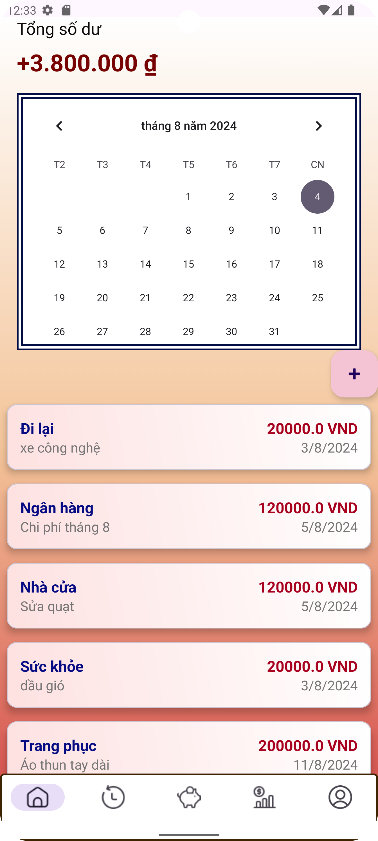 12:33
Tổng số dư
+3.800.000 ₫
tháng 8 năm 2024
T2 T3 T4 T5 T6 T7 CN
1 2 3 4
5 6 7 8 9 10 11
12 13 14 15 16 17 18
19 20 21 22 23 24 25
26 27 28 29 30 31
+
Đi lại 20000.0 VND
xe công nghệ 3/8/2024
Ngân hàng 120000.0 VND
Chi phí tháng 8 5/8/2024
Nhà cửa 120000.0 VND
Sửa quạt 5/8/2024
Sức khỏe 20000.0 VND
dầu gió 3/8/2024
Trang phục 200000.0 VND
Áo thun tay dài 11/8/2024